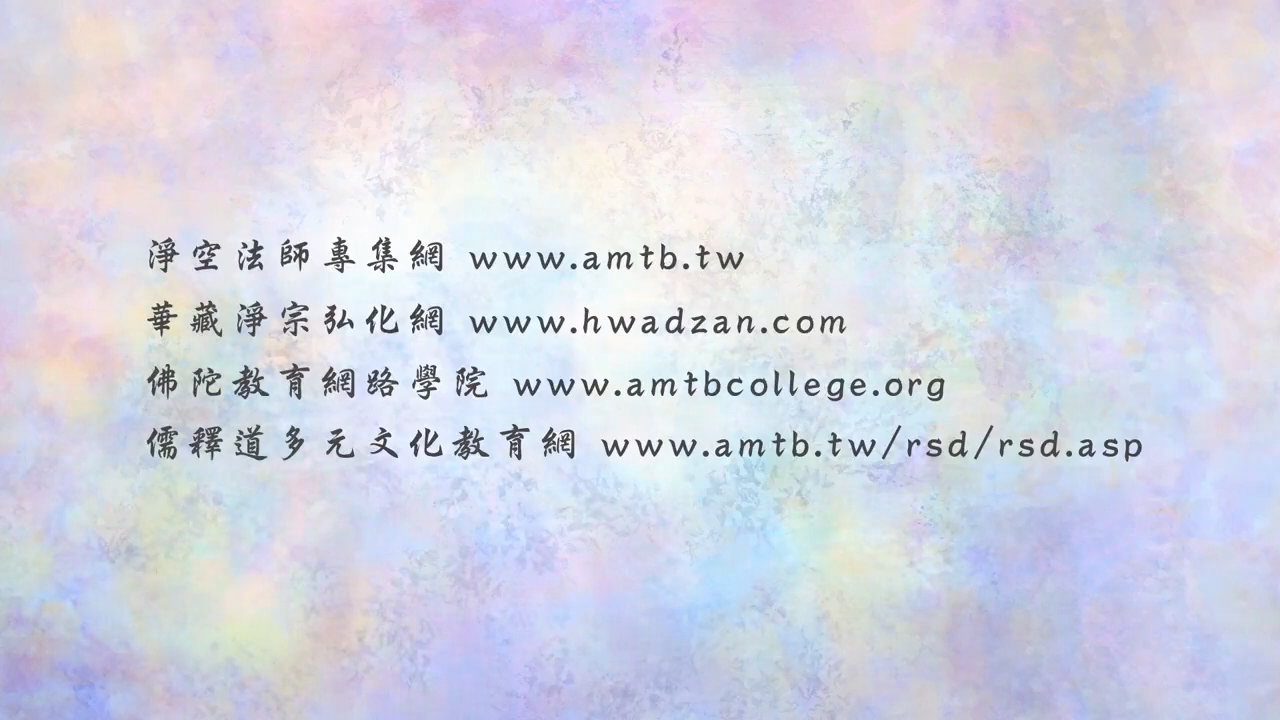 淨空法師專集網 www.amtb.tw
華藏淨宗弘化網 www.hwadzan.com
佛陀教育網路學院 www.amtbcollege.org
儒釋道多元文化教育網 www.amtb.tw/rsd/rsd.asp